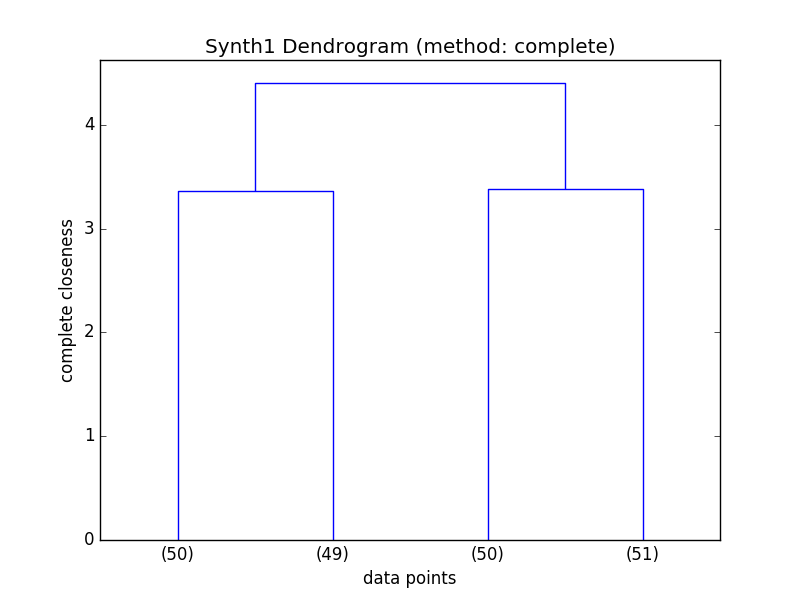 Synth1 Dendrogram (method: complete)
4
3
2
1
0
complete closeness
(50) (49) (50) (51)
data points